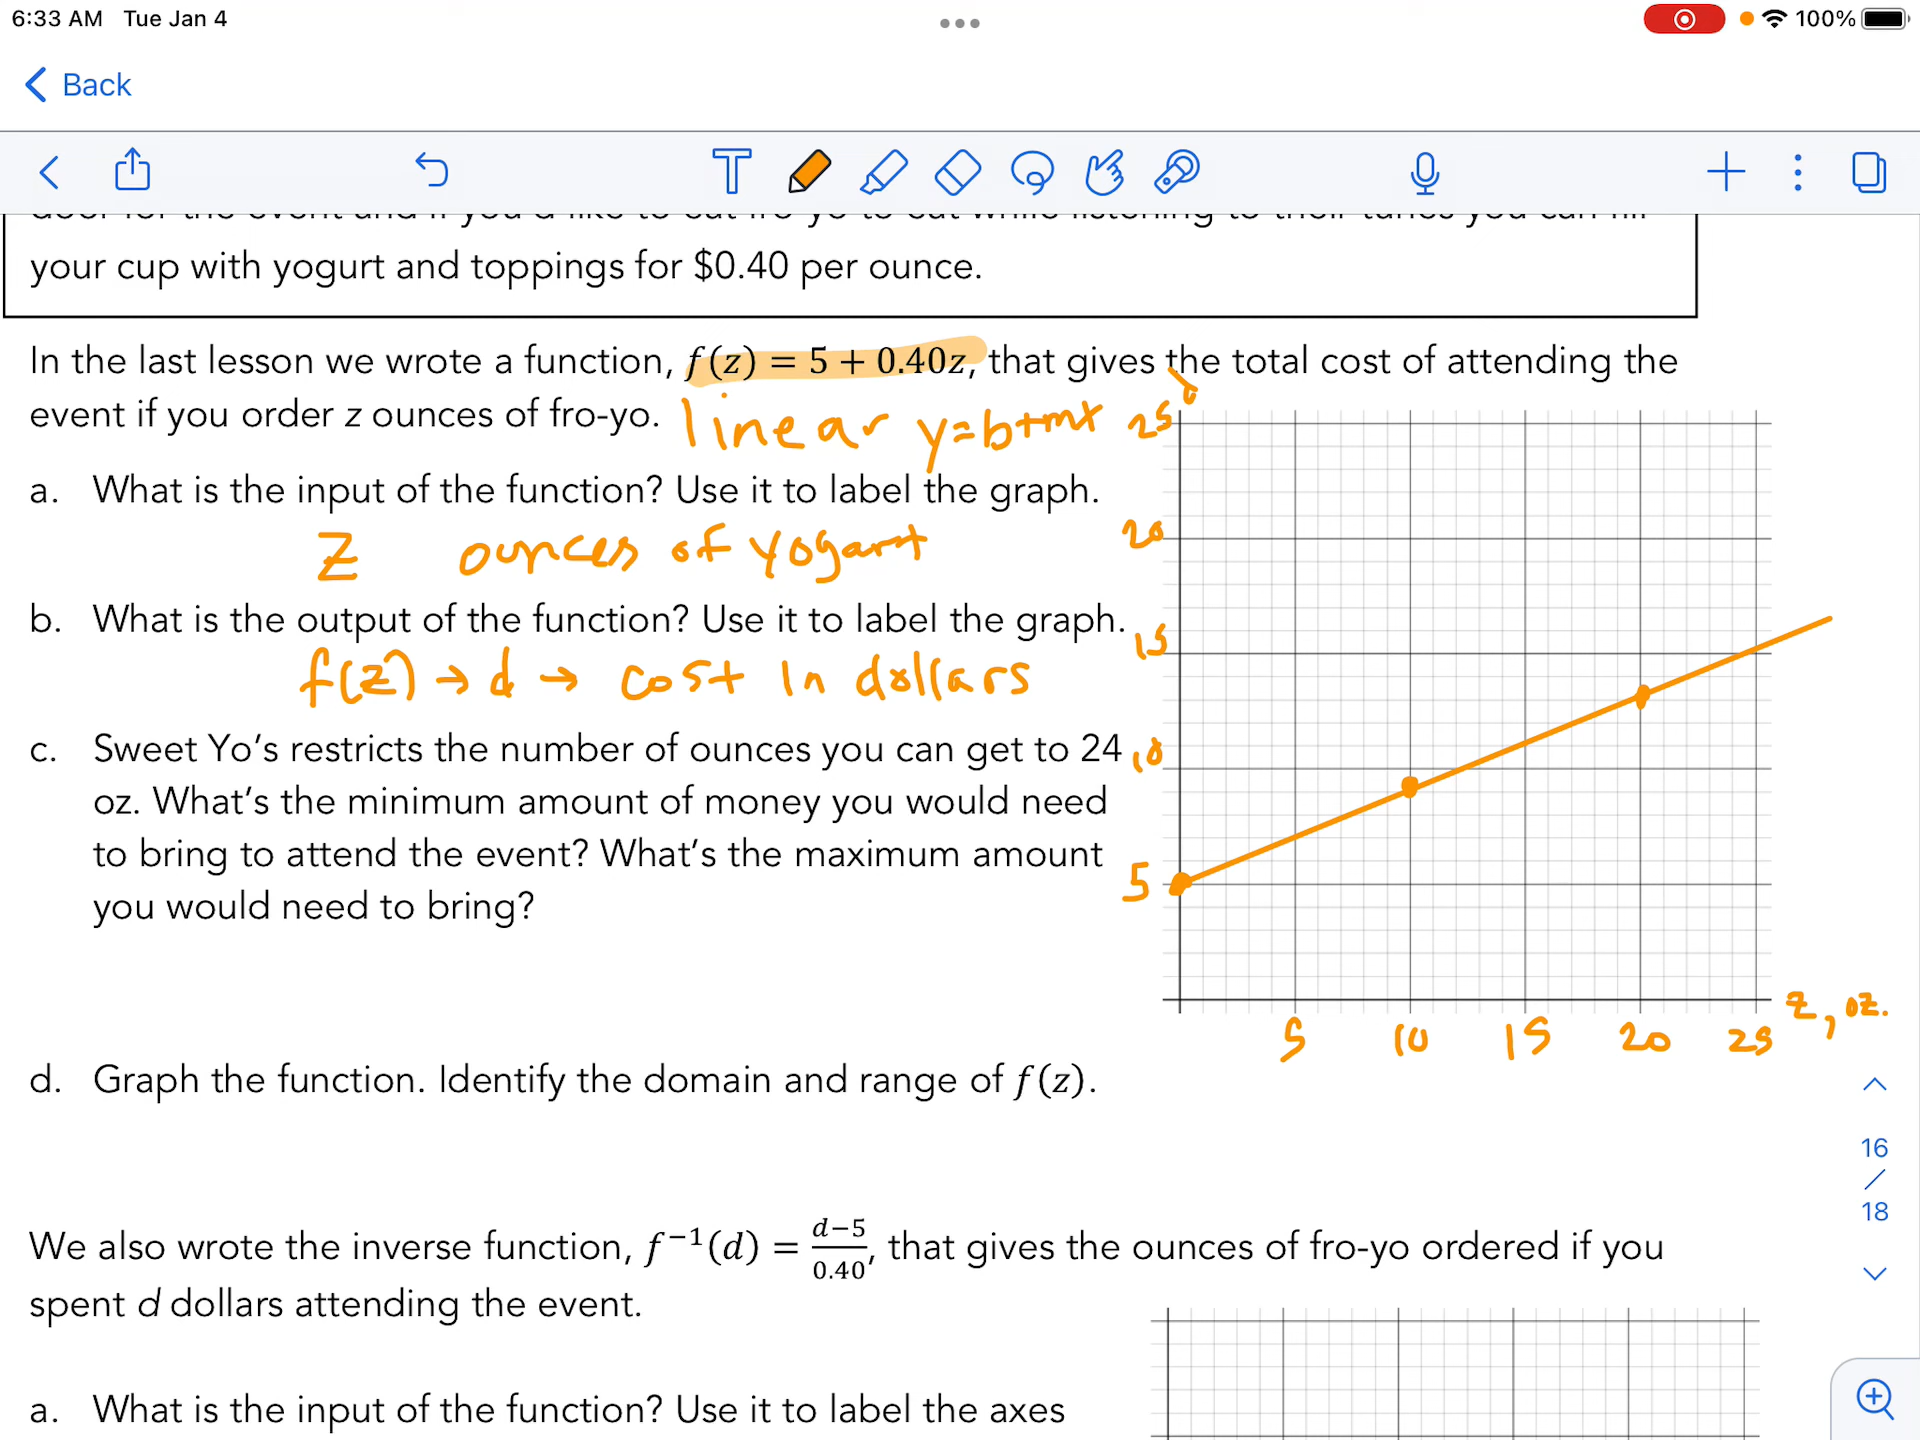 6:33 AM Tue Jan 4
100%
Back
your cup with yogurt and toppings for $0.40 per ounce.
In the last lesson we wrote a function, f(z) = 5 + 0.40z, that gives the total cost of attending the
event if you order z ounces of fro-yo.
linear y=b+mx
a. What is the input of the function? Use it to label the graph.
z ounces of yogart
b. What is the output of the function? Use it to label the graph.
f(z) → d → cost in dollars
c. Sweet Yo's restricts the number of ounces you can get to 24
oz. What's the minimum amount of money you would need
to bring to attend the event? What's the maximum amount
you would need to bring?
25
20
15
10
5
5 10 15 20 25 z, oz.
d. Graph the function. Identify the domain and range of f(z).
16
/
18
We also wrote the inverse function, f⁻¹(d) = (d−5)/0.40, that gives the ounces of fro-yo ordered if you
spent d dollars attending the event.
a. What is the input of the function? Use it to label the axes